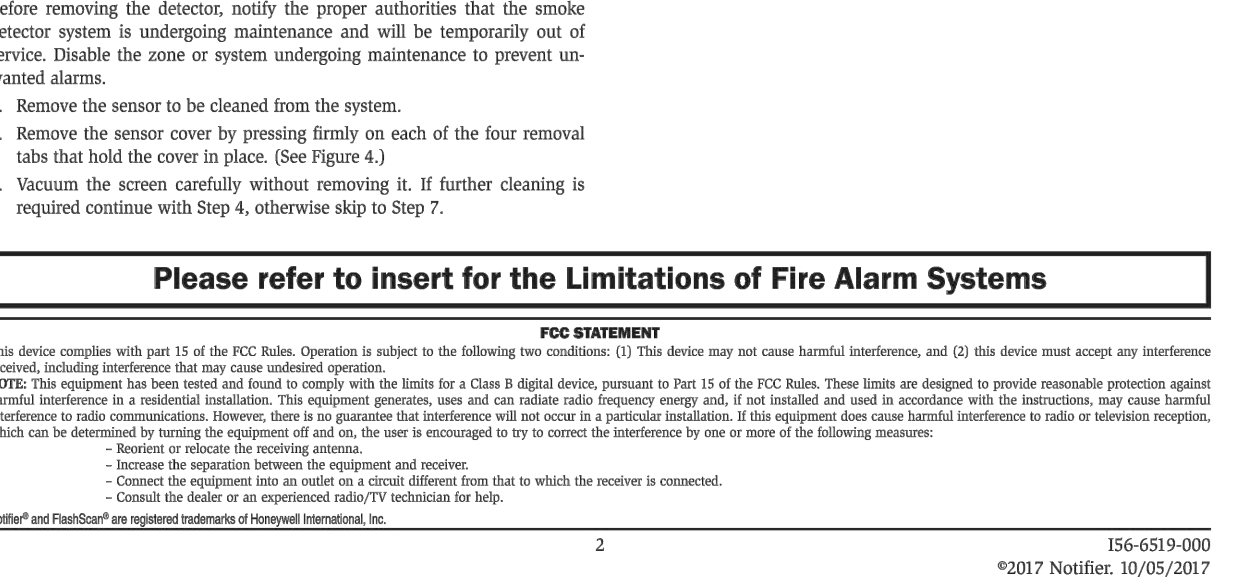 efore removing the detector, notify the proper authorities that the smoke
etector system is undergoing maintenance and will be temporarily out of
ervice. Disable the zone or system undergoing maintenance to prevent un-
anted alarms.
. Remove the sensor to be cleaned from the system.
. Remove the sensor cover by pressing firmly on each of the four removal
tabs that hold the cover in place. (See Figure 4.)
. Vacuum the screen carefully without removing it. If further cleaning is
required continue with Step 4, otherwise skip to Step 7.
Please refer to insert for the Limitations of Fire Alarm Systems
FCC STATEMENT
his device complies with part 15 of the FCC Rules. Operation is subject to the following two conditions: (1) This device may not cause harmful interference, and (2) this device must accept any interference
ceived, including interference that may cause undesired operation.
OTE: This equipment has been tested and found to comply with the limits for a Class B digital device, pursuant to Part 15 of the FCC Rules. These limits are designed to provide reasonable protection against
armful interference in a residential installation. This equipment generates, uses and can radiate radio frequency energy and, if not installed and used in accordance with the instructions, may cause harmful
terference to radio communications. However, there is no guarantee that interference will not occur in a particular installation. If this equipment does cause harmful interference to radio or television reception,
hich can be determined by turning the equipment off and on, the user is encouraged to try to correct the interference by one or more of the following measures:
– Reorient or relocate the receiving antenna.
– Increase the separation between the equipment and receiver.
– Connect the equipment into an outlet on a circuit different from that to which the receiver is connected.
– Consult the dealer or an experienced radio/TV technician for help.
otifier® and FlashScan® are registered trademarks of Honeywell International, Inc.
2
I56-6519-000
©2017 Notifier. 10/05/2017